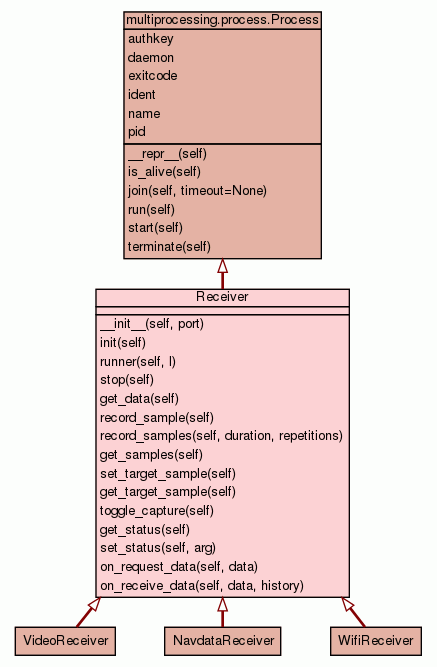 multiprocessing.process.Process
authkey
daemon
exitcode
ident
name
pid
__repr__(self)
is_alive(self)
join(self, timeout=None)
run(self)
start(self)
terminate(self)
Receiver
__init__(self, port)
init(self)
runner(self, l)
stop(self)
get_data(self)
record_sample(self)
record_samples(self, duration, repetitions)
get_samples(self)
set_target_sample(self)
get_target_sample(self)
toggle_capture(self)
get_status(self)
set_status(self, arg)
on_request_data(self, data)
on_receive_data(self, data, history)
VideoReceiver
NavdataReceiver
WifiReceiver